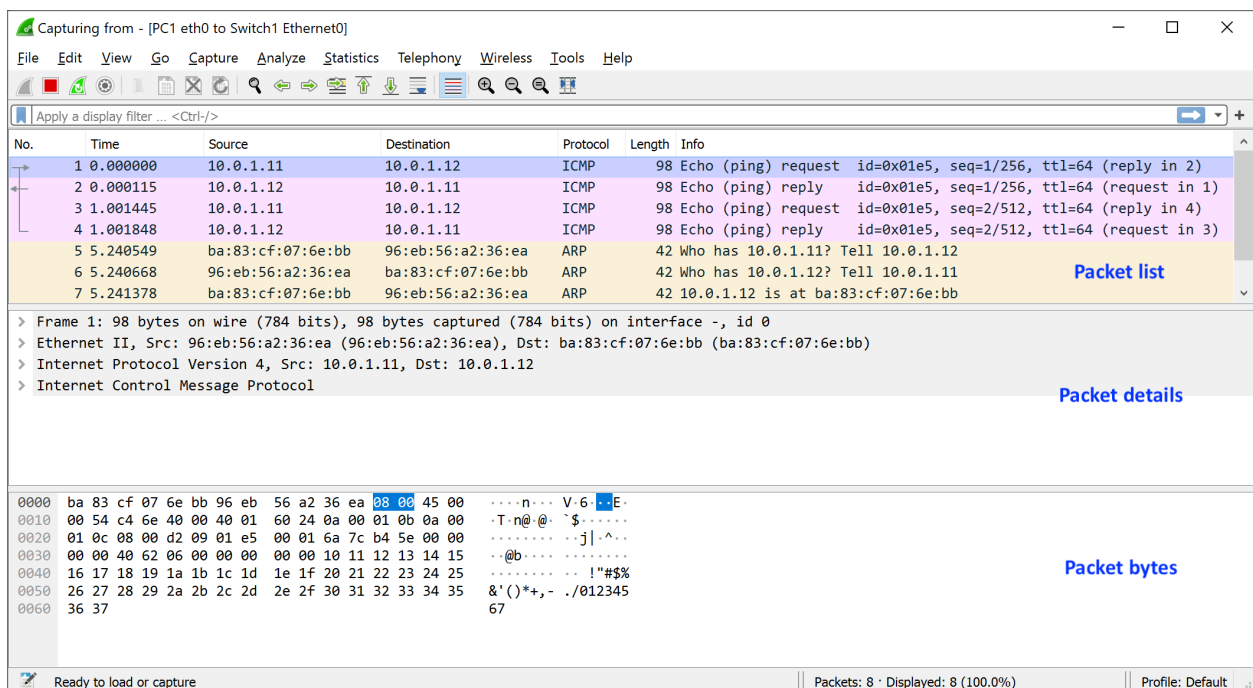 Capturing from - [PC1 eth0 to Switch1 Ethernet0]
File Edit View Go Capture Analyze Statistics Telephony Wireless Tools Help
Apply a display filter ... <Ctrl-/>
No. Time Source Destination Protocol Length Info
1 0.000000 10.0.1.11 10.0.1.12 ICMP 98 Echo (ping) request id=0x01e5, seq=1/256, ttl=64 (reply in 2)
2 0.000115 10.0.1.12 10.0.1.11 ICMP 98 Echo (ping) reply id=0x01e5, seq=1/256, ttl=64 (request in 1)
3 1.001445 10.0.1.11 10.0.1.12 ICMP 98 Echo (ping) request id=0x01e5, seq=2/512, ttl=64 (reply in 4)
4 1.001848 10.0.1.12 10.0.1.11 ICMP 98 Echo (ping) reply id=0x01e5, seq=2/512, ttl=64 (request in 3)
5 5.240549 ba:83:cf:07:6e:bb 96:eb:56:a2:36:ea ARP 42 Who has 10.0.1.11? Tell 10.0.1.12
6 5.240668 96:eb:56:a2:36:ea ba:83:cf:07:6e:bb ARP 42 Who has 10.0.1.12? Tell 10.0.1.11
Packet list
7 5.241378 ba:83:cf:07:6e:bb 96:eb:56:a2:36:ea ARP 42 10.0.1.12 is at ba:83:cf:07:6e:bb
> Frame 1: 98 bytes on wire (784 bits), 98 bytes captured (784 bits) on interface -, id 0
> Ethernet II, Src: 96:eb:56:a2:36:ea (96:eb:56:a2:36:ea), Dst: ba:83:cf:07:6e:bb (ba:83:cf:07:6e:bb)
> Internet Protocol Version 4, Src: 10.0.1.11, Dst: 10.0.1.12
> Internet Control Message Protocol
Packet details
0000 ba 83 cf 07 6e bb 96 eb 56 a2 36 ea 08 00 45 00 ····n··· V·6···E·
0010 00 54 c4 6e 40 00 40 01 60 24 0a 00 01 0b 0a 00 ·T·n@·@· `$······
0020 01 0c 08 00 d2 09 01 e5 00 01 6a 7c b4 5e 00 00 ········ ··j|·^··
0030 00 00 40 62 06 00 00 00 00 00 10 11 12 13 14 15 ··@b···· ········
0040 16 17 18 19 1a 1b 1c 1d 1e 1f 20 21 22 23 24 25 ········ ·· !"#$%
0050 26 27 28 29 2a 2b 2c 2d 2e 2f 30 31 32 33 34 35 &'()*+,- ./012345
0060 36 37 67
Packet bytes
Ready to load or capture Packets: 8 · Displayed: 8 (100.0%) Profile: Default